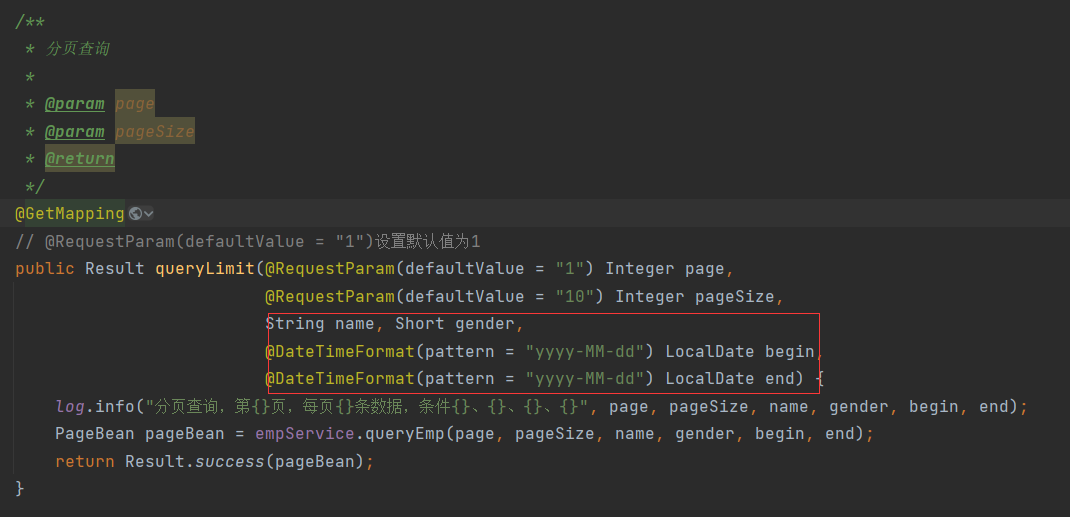 /**
 * 分页查询
 *
 * @param page
 * @param pageSize
 * @return
 */
@GetMapping
// @RequestParam(defaultValue = "1")设置默认值为1
public Result queryLimit(@RequestParam(defaultValue = "1") Integer page,
                         @RequestParam(defaultValue = "10") Integer pageSize,
                         String name, Short gender,
                         @DateTimeFormat(pattern = "yyyy-MM-dd") LocalDate begin,
                         @DateTimeFormat(pattern = "yyyy-MM-dd") LocalDate end) {
    log.info("分页查询，第{}页，每页{}条数据，条件{}、{}、{}、{}", page, pageSize, name, gender, begin, end);
    PageBean pageBean = empService.queryEmp(page, pageSize, name, gender, begin, end);
    return Result.success(pageBean);
}